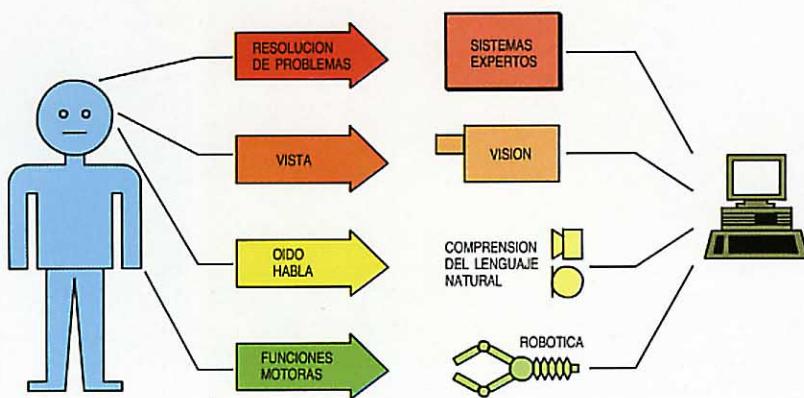 RESOLUCION
DE PROBLEMAS
SISTEMAS
EXPERTOS
VISTA
VISION
OIDO
HABLA
COMPRENSION
DEL LENGUAJE
NATURAL
FUNCIONES
MOTORAS
ROBOTICA